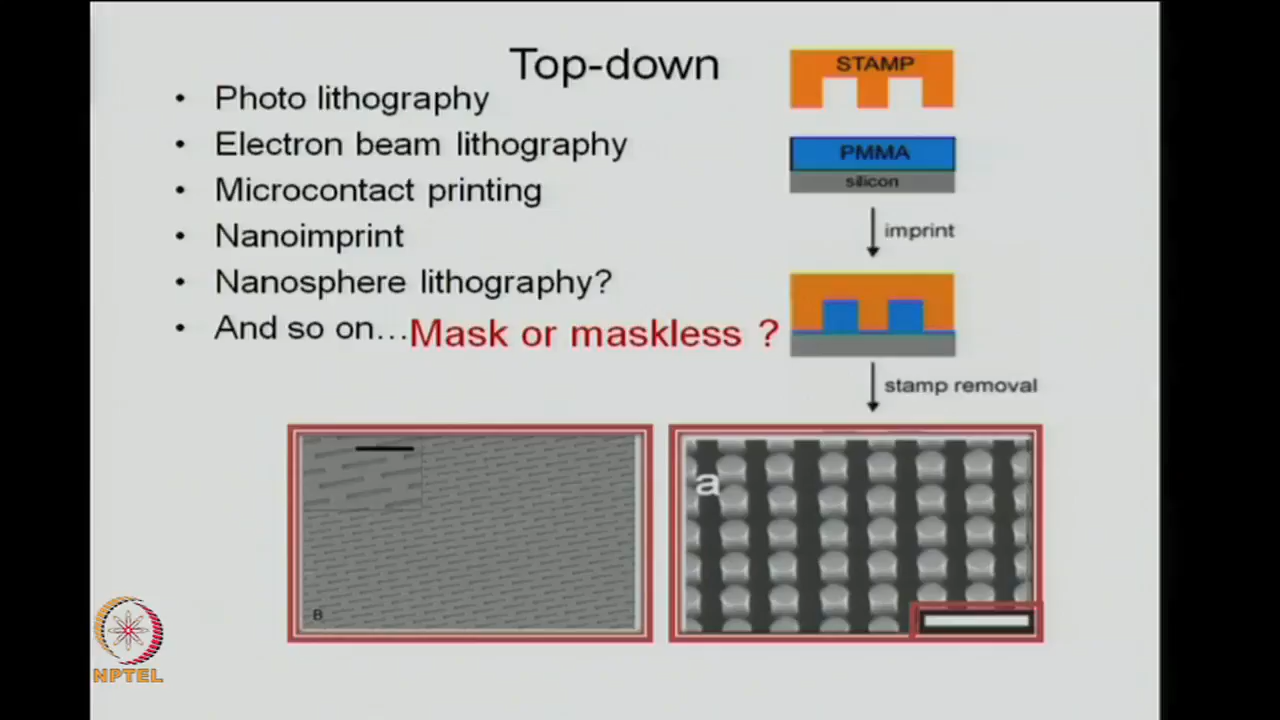 Top-down
• Photo lithography
• Electron beam lithography
• Microcontact printing
• Nanoimprint
• Nanosphere lithography?
• And so on…Mask or maskless ?
STAMP
PMMA
silicon
imprint
stamp removal
B
a
NPTEL